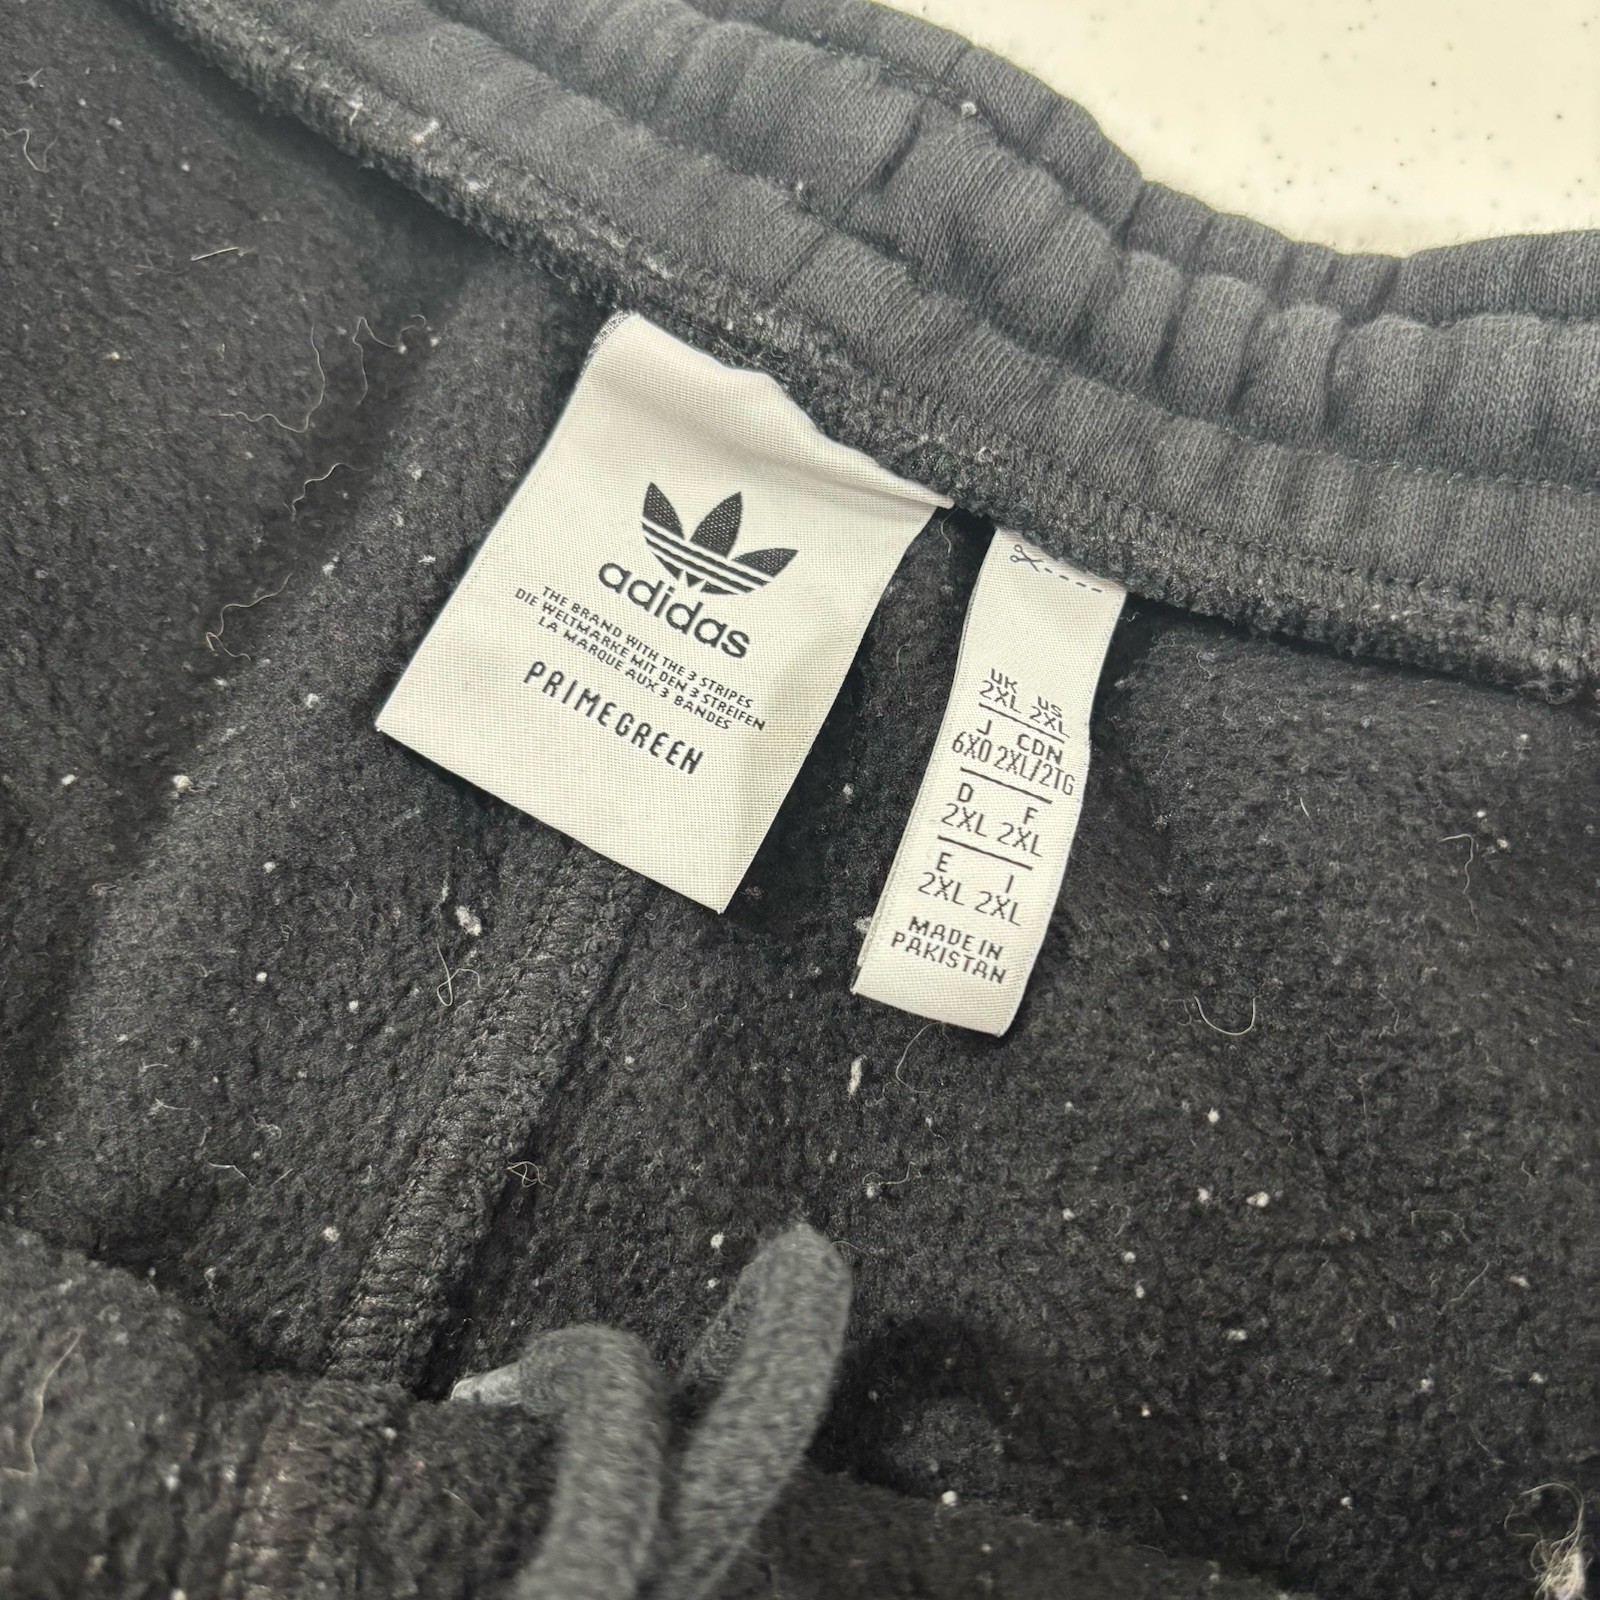 adidas
THE BRAND WITH THE 3 STRIPES
DIE WELTMARKE MIT DEN 3 STREIFEN
LA MARQUE AUX 3 BANDES
PRIMEGREEN
UK US
2XL 2XL
J CDN
6XO 2XL/2TG
D F
2XL 2XL
E I
2XL 2XL
MADE IN
PAKISTAN